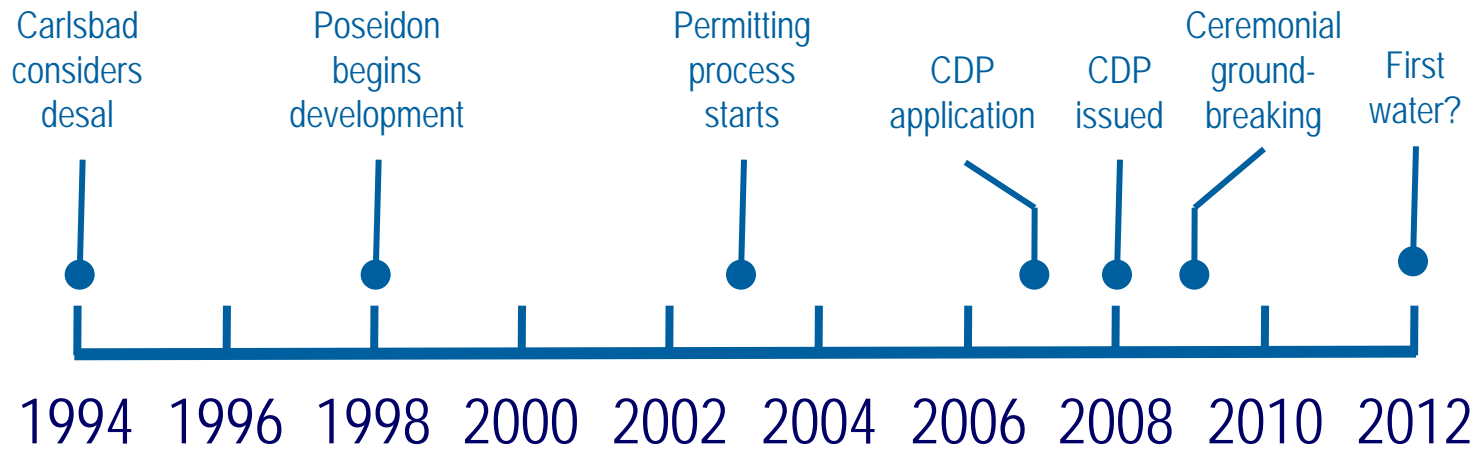 Carlsbad
considers
desal
Poseidon
begins
development
Permitting
process
starts
CDP
application
CDP
issued
Ceremonial
ground-
breaking
First
water?
1994 1996 1998 2000 2002 2004 2006 2008 2010 2012